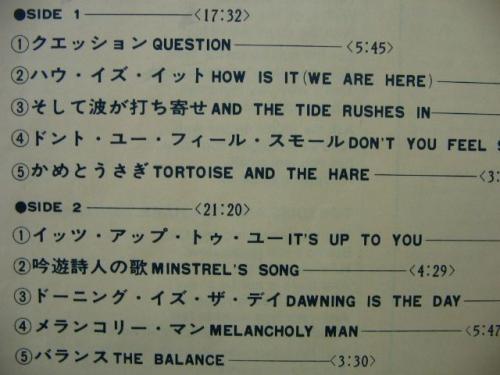 ●SIDE 1 ——— <17:32>
①クエッション QUESTION ——— <5:45>
②ハウ・イズ・イット HOW IS IT (WE ARE HERE) ———
③そして波が打ち寄せ AND THE TIDE RUSHES IN ———
④ドント・ユー・フィール・スモール DON'T YOU FEEL
⑤かめとうさぎ TORTOISE AND THE HARE ——— <3:
●SIDE 2 ——— <21:20>
①イッツ・アップ・トゥ・ユー IT'S UP TO YOU ———
②吟遊詩人の歌 MINSTREL'S SONG ——— <4:29>
③ドーニング・イズ・ザ・デイ DAWNING IS THE DAY ———
④メランコリー・マン MELANCHOLY MAN ——— <5:47
⑤バランス THE BALANCE ——— <3:30>